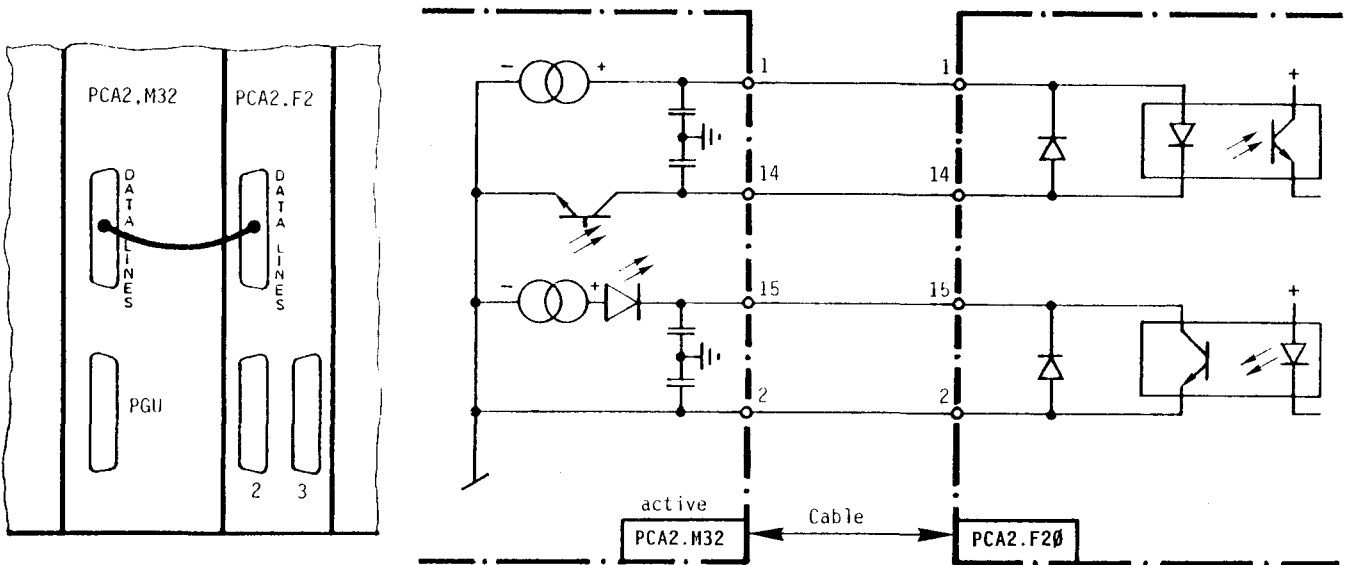 PCA2.M32
PCA2.F2
DATA LINES
DATA LINES
PGU
2
3
- +
1
1
+
14
14
- +
15
15
+
2
2
active
PCA2.M32
Cable
PCA2.F20